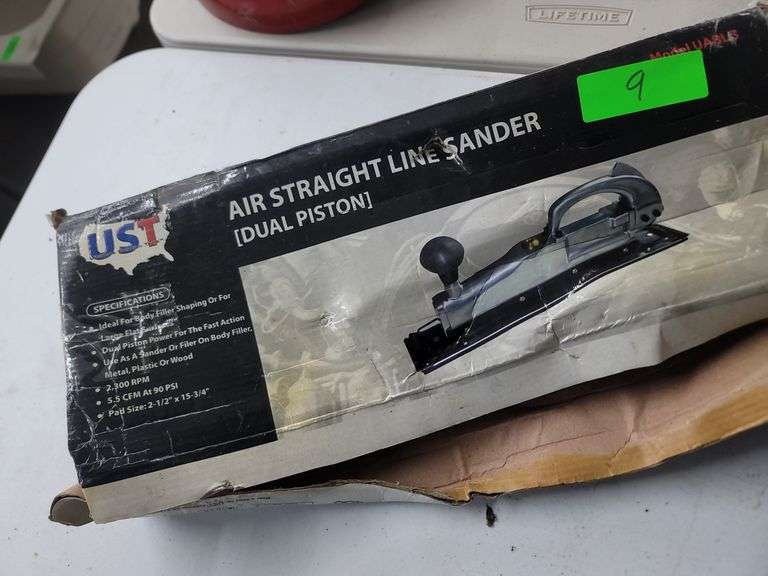 LIFETIME
9
AIR STRAIGHT LINE SANDER
[DUAL PISTON]
UST
SPECIFICATIONS
• Ideal For Body Filler Shaping Or For
Large Flat
• Dual Piston Power For The Fast Action
• Use As A Sander Or Filer On Body Filler,
Metal, Plastic Or Wood
• 2,300 RPM
• 5.5 CFM At 90 PSI
• Pad Size: 2-1/2" x 15-3/4"